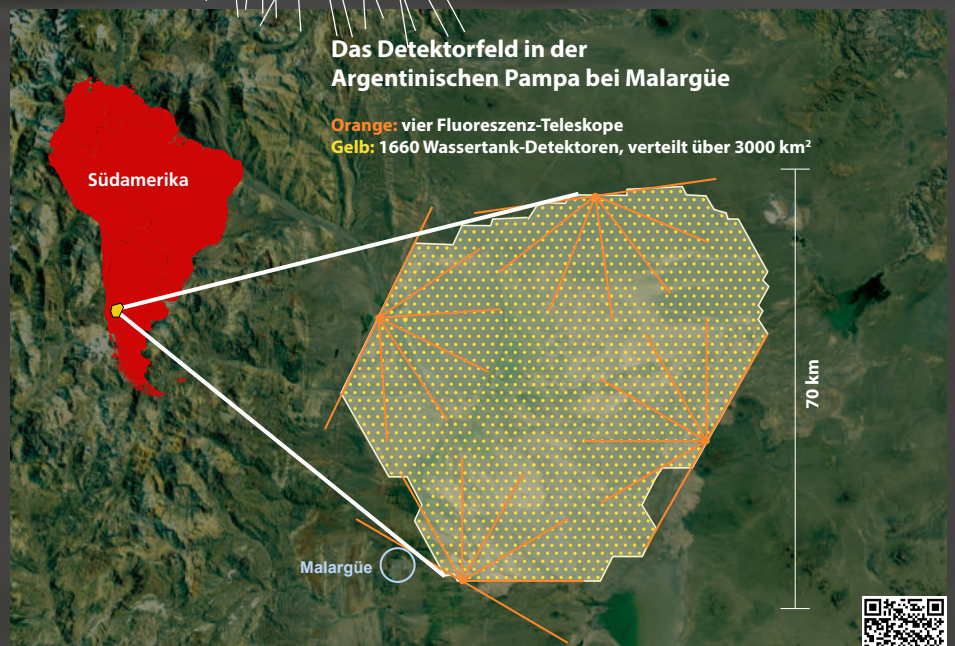 Das Detektorfeld in der
Argentinischen Pampa bei Malargüe
Orange: vier Fluoreszenz-Teleskope
Gelb: 1660 Wassertank-Detektoren, verteilt über 3000 km²
Südamerika
70 km
Malargüe